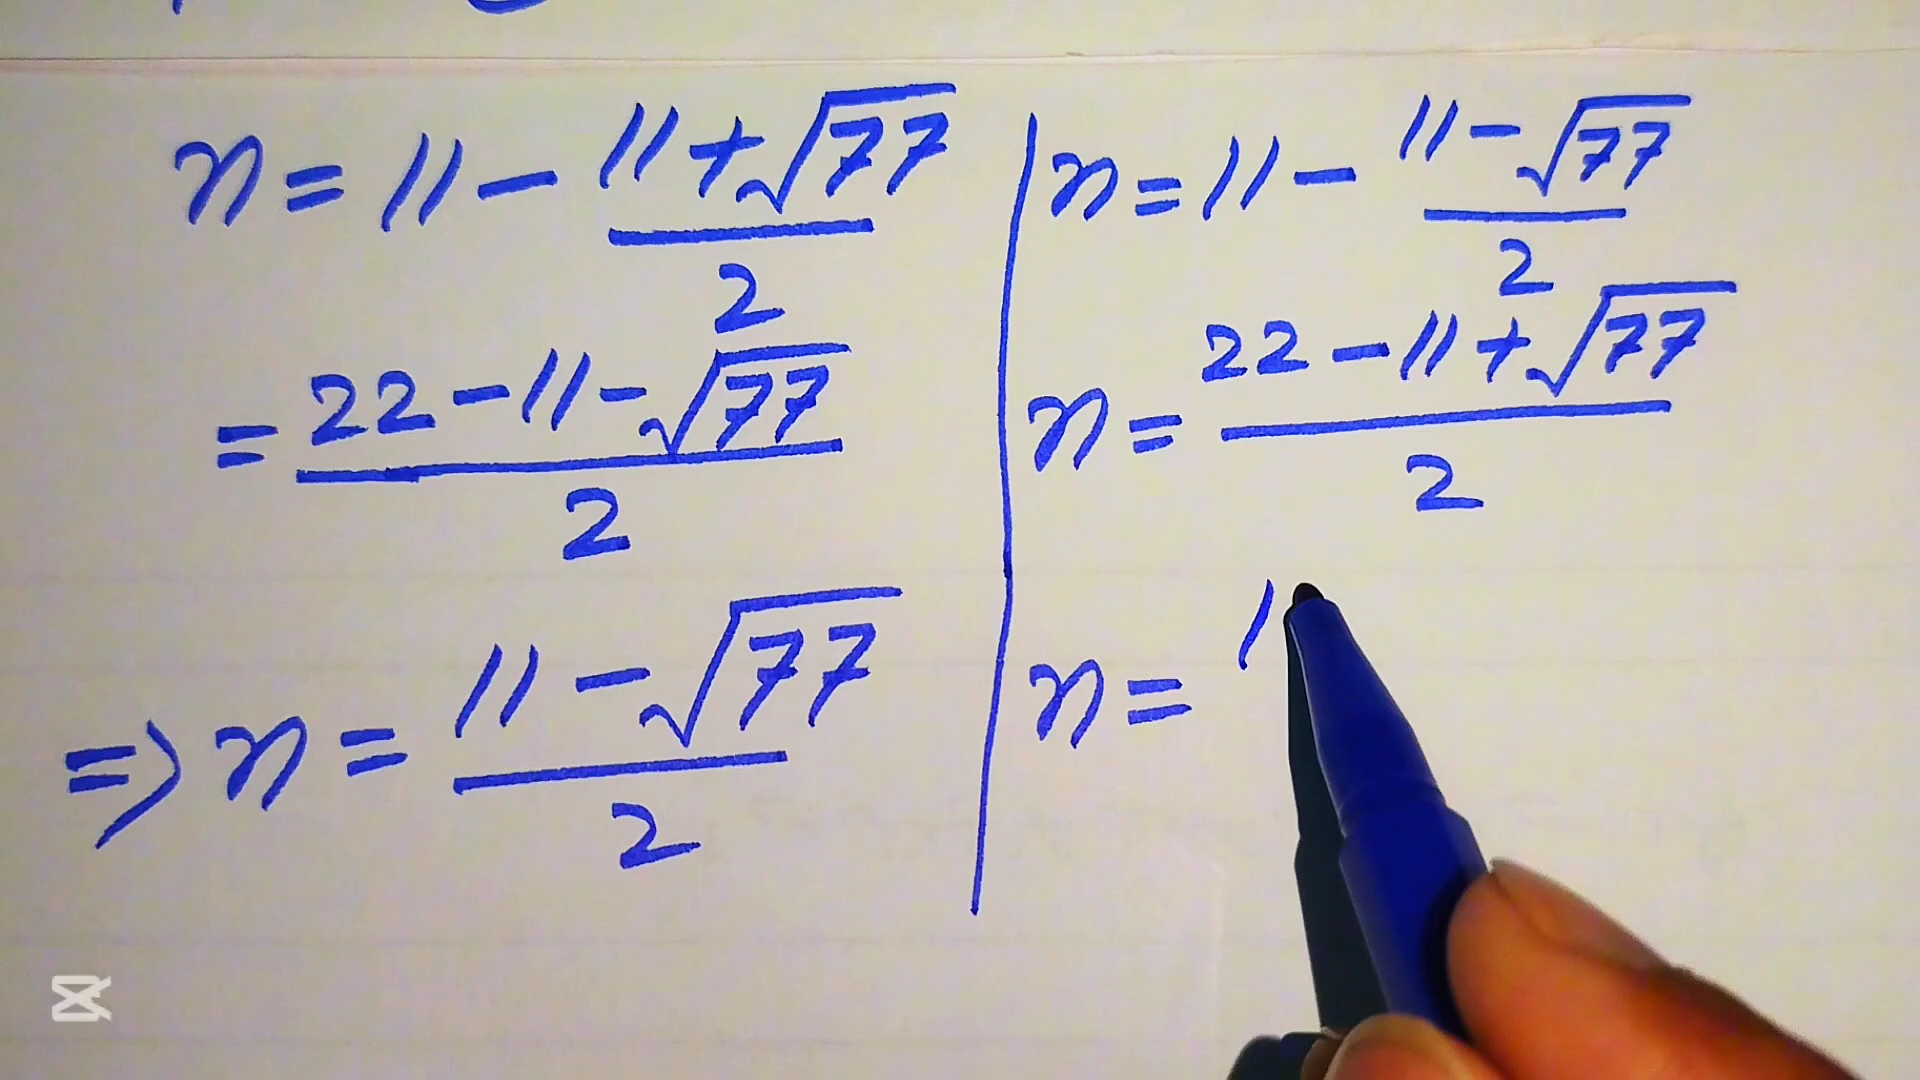 x = 11 - (11 + √77)/2
= (22 - 11 - √77)/2
⇒ x = (11 - √77)/2
x = 11 - (11 - √77)/2
x = (22 - 11 + √77)/2
x = 1